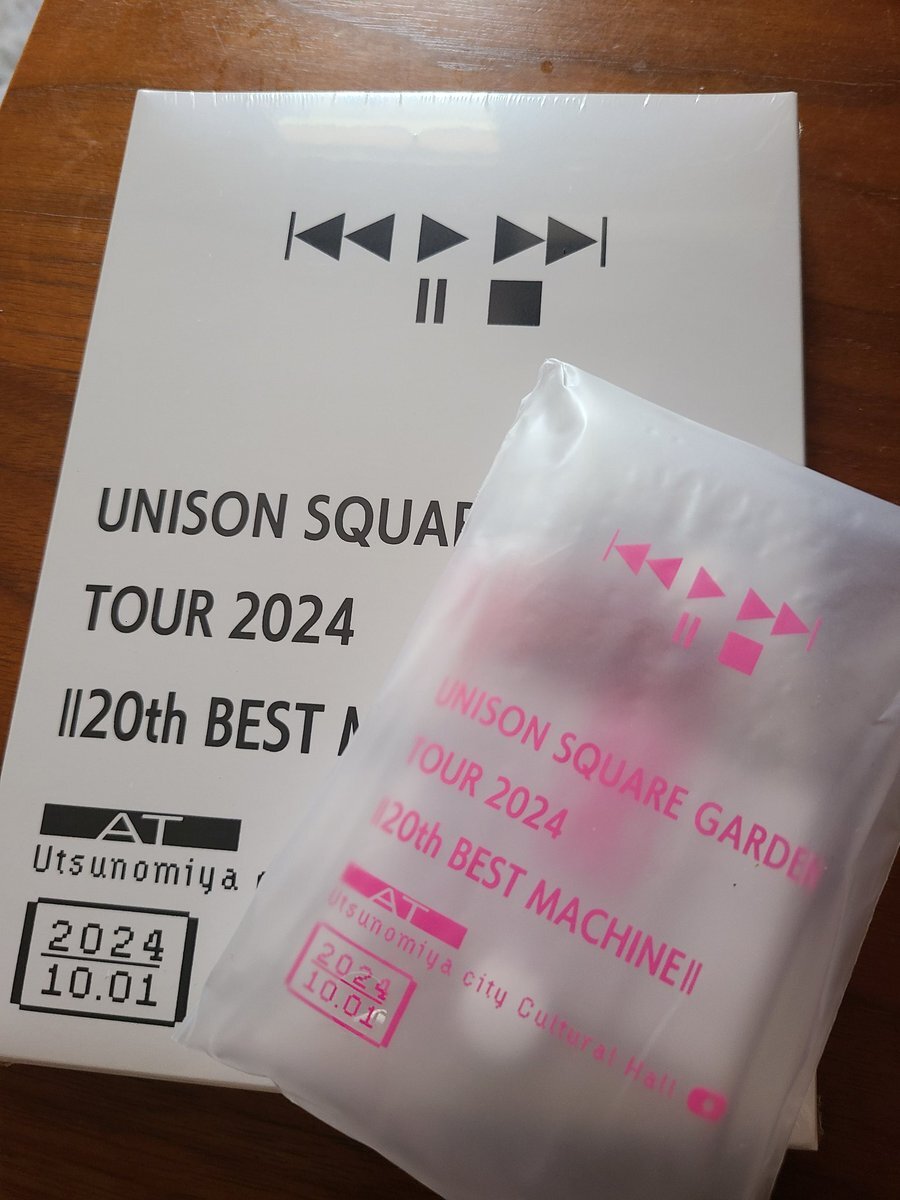 UNISON SQUAR
TOUR 2024
||20th BEST
AT
Utsunomiya
2024
10.01
UNISON SQUARE GARDEN
TOUR 2024
||20th BEST MACHINE||
AT
Utsunomiya city Cultural Hall
2024
10.01